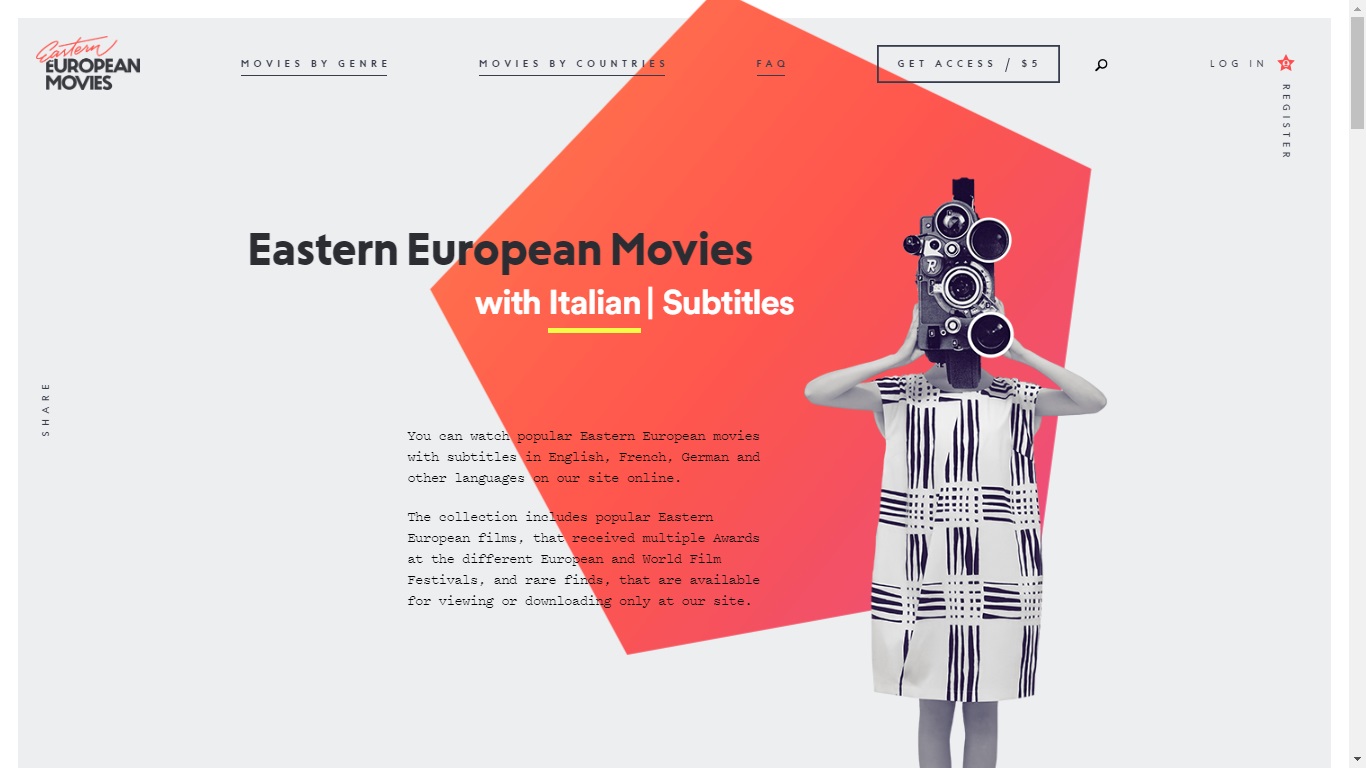 Eastern
EUROPEAN
MOVIES
MOVIES BY GENRE
MOVIES BY COUNTRIES
FAQ
GET ACCESS / $5
LOG IN
REGISTER
Eastern European Movies
with Italian | Subtitles
SHARE
You can watch popular Eastern European movies
with subtitles in English, French, German and
other languages on our site online.
The collection includes popular Eastern
European films, that received multiple Awards
at the different European and World Film
Festivals, and rare finds, that are available
for viewing or downloading only at our site.
R